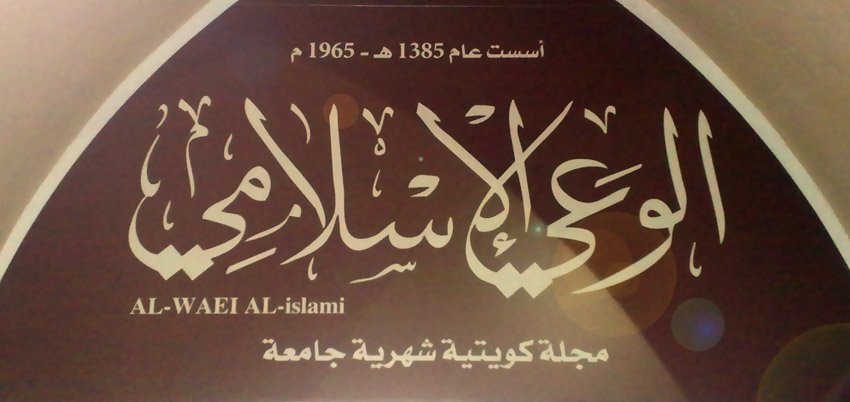 أسست عام 1385 هـ - 1965 م
الوعي الإسلامي
AL-WAEI AL-islami
مجلة كويتية شهرية جامعة